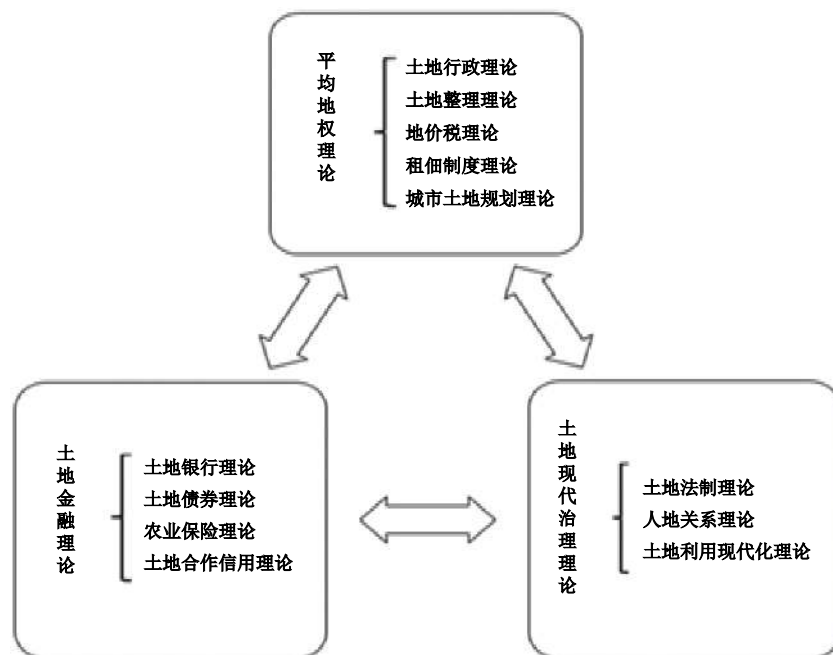 平均地权理论
土地行政理论
土地整理理论
地价税理论
租佃制度理论
城市土地规划理论
土地金融理论
土地银行理论
土地债券理论
农业保险理论
土地合作信用理论
土地现代治理理论
土地法制理论
人地关系理论
土地利用现代化理论